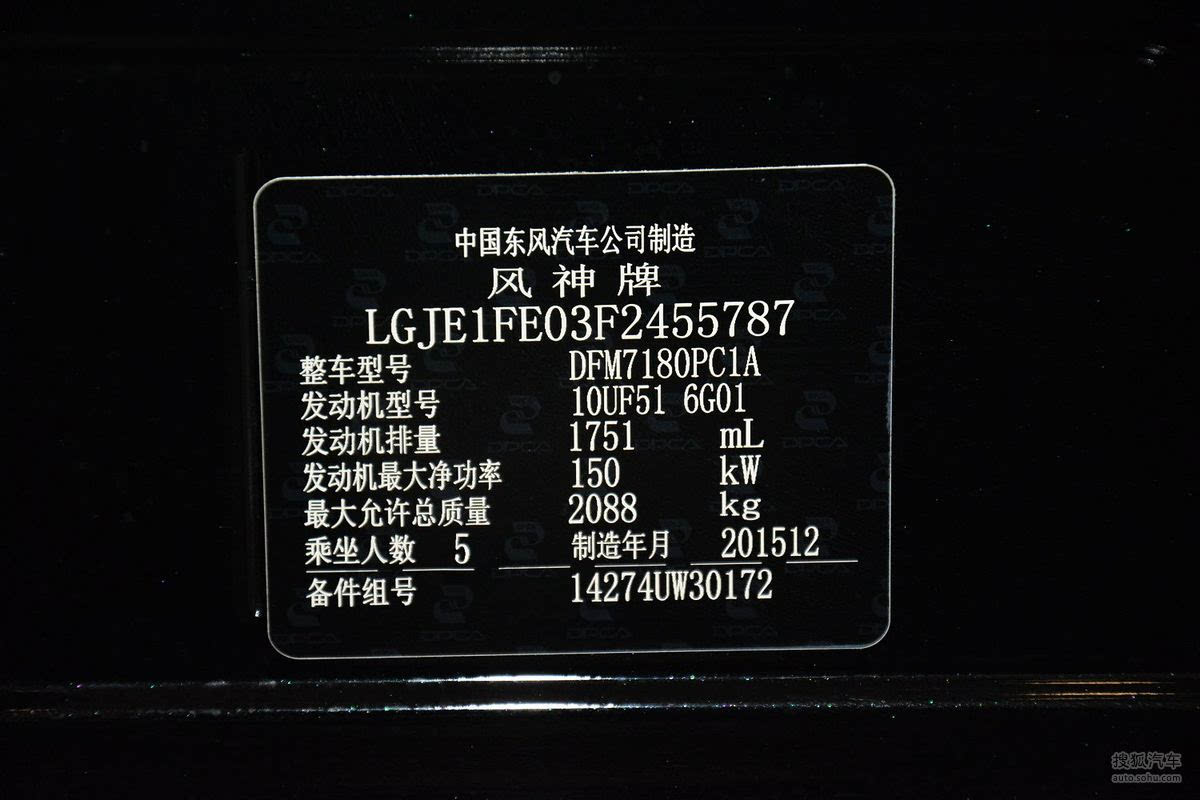 中国东风汽车公司制造
风神牌
LGJE1FE03F2455787
整车型号 DFM7180PC1A
发动机型号 10UF51 6G01
发动机排量 1751 mL
发动机最大净功率 150 kW
最大允许总质量 2088 kg
乘坐人数 5 制造年月 201512
备件组号 14274UW30172
DPCA
搜狐汽车
auto.sohu.com